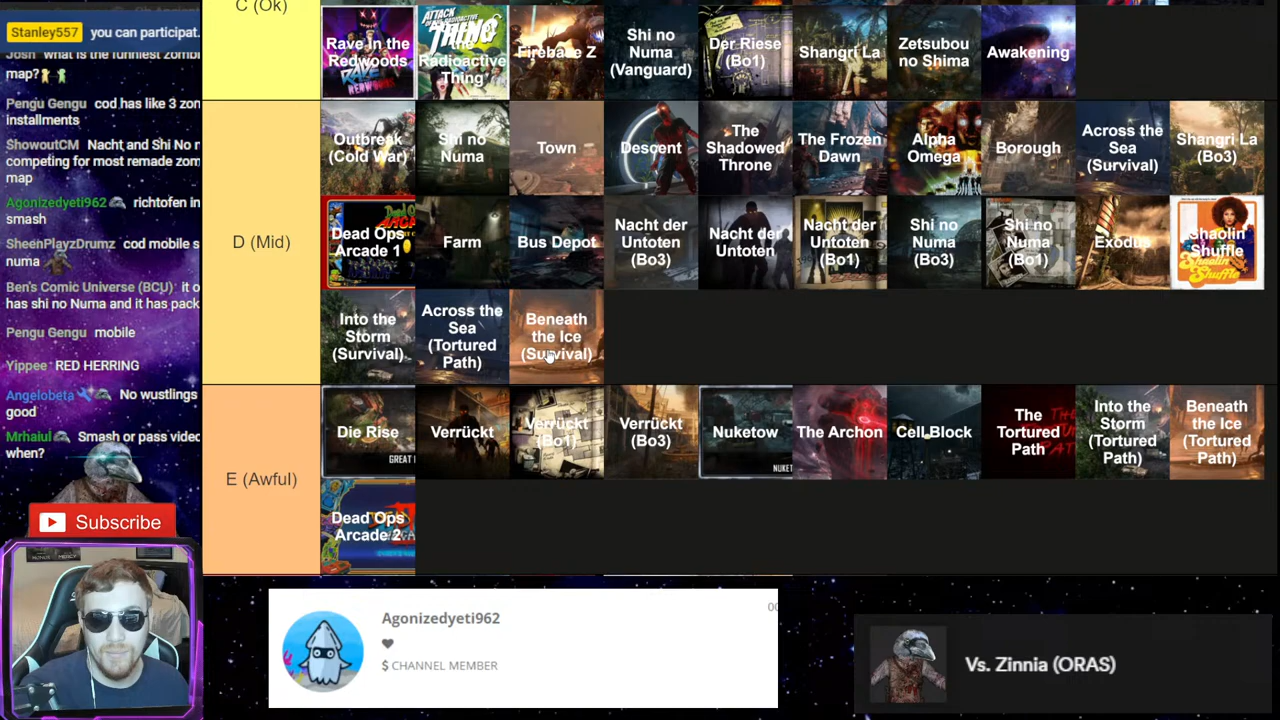 Stanley557 you can participat.
Josh what is the funniest zomb
map?
Pengu Gengu cod has like 3 zon
installments
ShowoutCM Nacht and Shi No n
competing for most remade zom
map
Agonizedyeti962 richtofen in
smash
SheenPlayzDrumz cod mobile s
numa
Ben's Comic Universe (BCU) it o
has shi no Numa and it has pack
Pengu Gengu mobile
Yippee RED HERRING
Angelobeta No wustlings
good
Mrhaiul Smash or pass videc
when?
Subscribe
C (Ok)
Rave in the
Redwoods
ATTACK
OF THE
RADIOACTIVE
THING
the
Radioactive
Thing
Firebase Z
Shi no
Numa
(Vanguard)
Der Riese
(Bo1)
Shangri La
Zetsubou
no Shima
Awakening
D (Mid)
Outbreak
(Cold War)
Shi no
Numa
Town
Descent
The
Shadowed
Throne
The Frozen
Dawn
Alpha
Omega
Borough
Across the
Sea
(Survival)
Shangri La
(Bo3)
Dead Ops
Arcade 1
Farm
Bus Depot
Nacht der
Untoten
(Bo3)
Nacht der
Untoten
Nacht der
Untoten
(Bo1)
Shi no
Numa
(Bo3)
Shi no
Numa
(Bo1)
Exodus
Shaolin
Shuffle
Into the
Storm
(Survival)
Across the
Sea
(Tortured
Path)
Beneath
the Ice
(Survival)
E (Awful)
Die Rise
GREAT
Verrückt
Verrückt
(Bo1)
Verrückt
(Bo3)
Nuketow
NUKET
The Archon
Cell Block
The
Tortured
Path
Into the
Storm
(Tortured
Path)
Beneath
the Ice
(Tortured
Path)
Dead Ops
Arcade 2
Agonizedyeti962
$ CHANNEL MEMBER
00
Vs. Zinnia (ORAS)